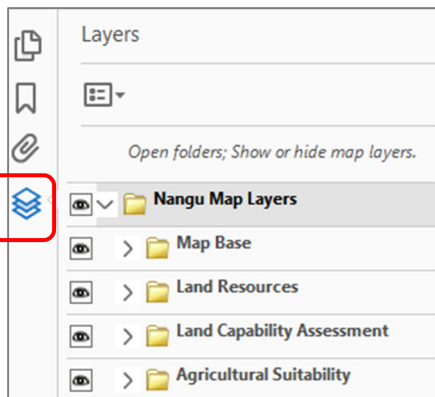 Layers
Open folders; Show or hide map layers.
Nangu Map Layers
Map Base
Land Resources
Land Capability Assessment
Agricultural Suitability